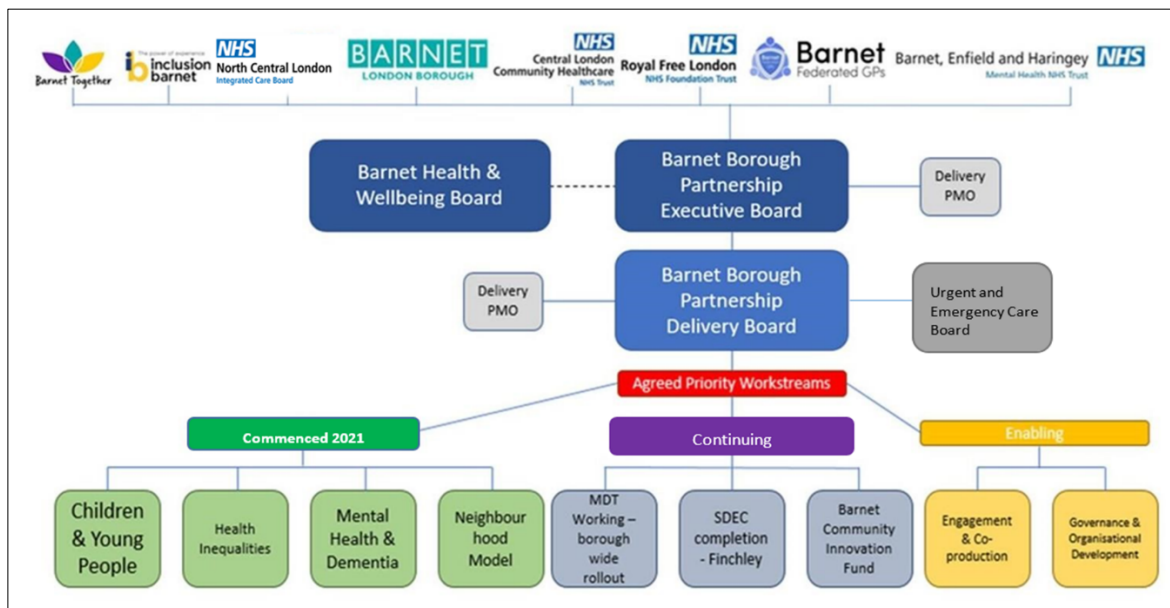 Barnet Together
The power of experience
inclusion
barnet
NHS
North Central London
Integrated Care Board
BARNET
LONDON BOROUGH
NHS
Central London
Community Healthcare
NHS Trust
NHS
Royal Free London
NHS Foundation Trust
Barnet
Federated GPs
Barnet, Enfield and Haringey NHS
Mental Health NHS Trust
Barnet Health &
Wellbeing Board
Barnet Borough
Partnership
Executive Board
Delivery
PMO
Delivery
PMO
Barnet Borough
Partnership
Delivery Board
Urgent and
Emergency Care
Board
Agreed Priority Workstreams
Commenced 2021
Continuing
Enabling
Children
& Young
People
Health
Inequalities
Mental
Health &
Dementia
Neighbour
hood
Model
MDT
Working –
borough
wide
rollout
SDEC
completion
- Finchley
Barnet
Community
Innovation
Fund
Engagement
& Co-
production
Governance &
Organisational
Development